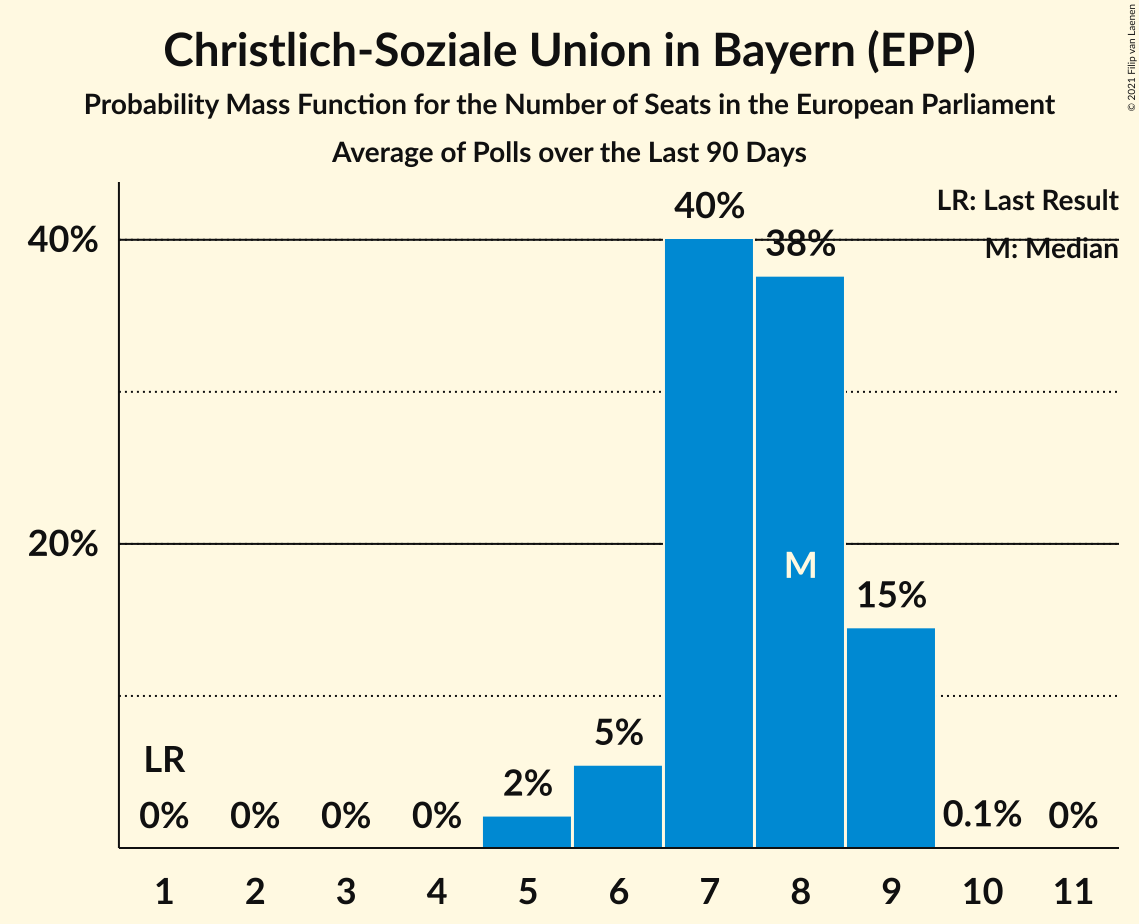 Christlich-Soziale Union in Bayern (EPP)
Probability Mass Function for the Number of Seats in the European Parliament
Average of Polls over the Last 90 Days
© 2021 Filip van Laenen
LR: Last Result
M: Median
40%
20%
LR
0%
0%
0%
0%
2%
5%
40%
38%
M
15%
0.1%
0%
1 2 3 4 5 6 7 8 9 10 11